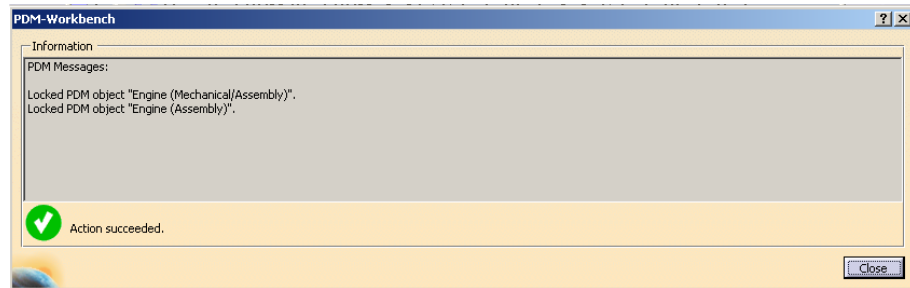 PDM-Workbench
Information
PDM Messages:
Locked PDM object "Engine (Mechanical/Assembly)".
Locked PDM object "Engine (Assembly)".
Action succeeded.
Close